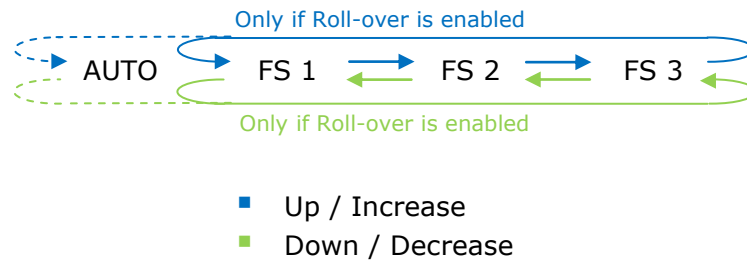 Only if Roll-over is enabled
AUTO FS 1 FS 2 FS 3
Only if Roll-over is enabled
Up / Increase
Down / Decrease